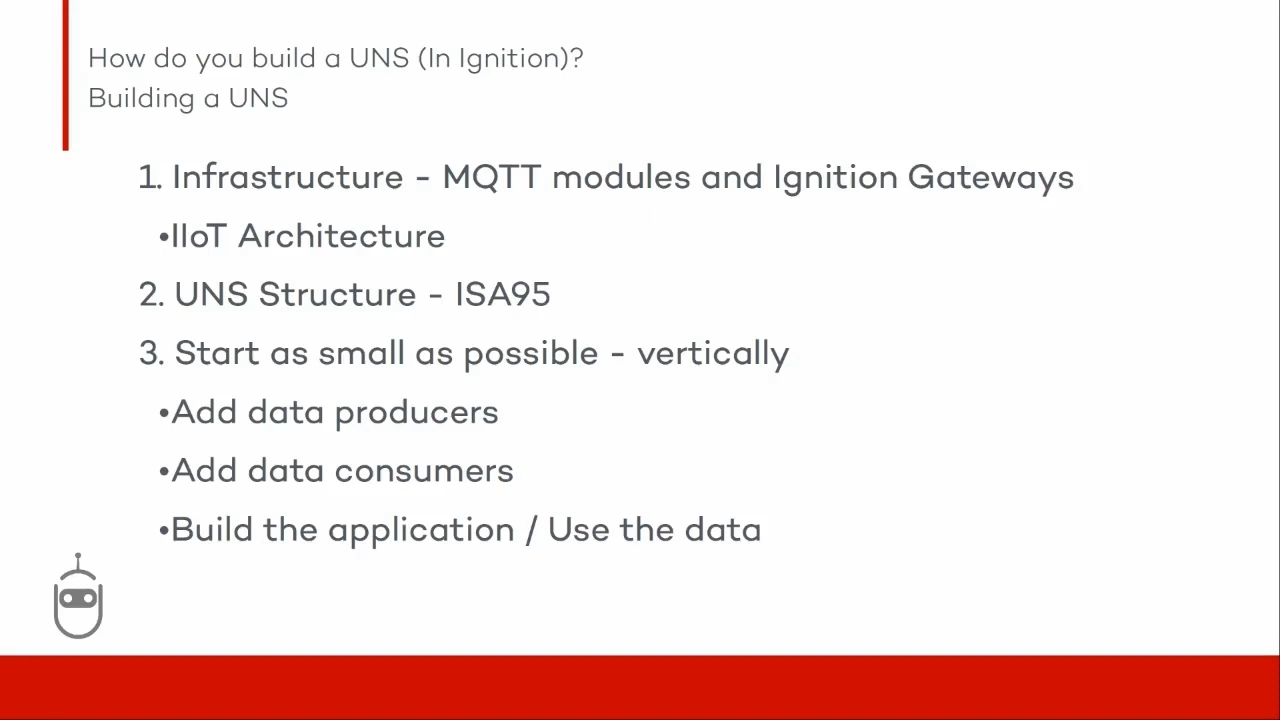 How do you build a UNS (In Ignition)?
Building a UNS
1. Infrastructure - MQTT modules and Ignition Gateways
•IIoT Architecture
2. UNS Structure - ISA95
3. Start as small as possible - vertically
•Add data producers
•Add data consumers
•Build the application / Use the data